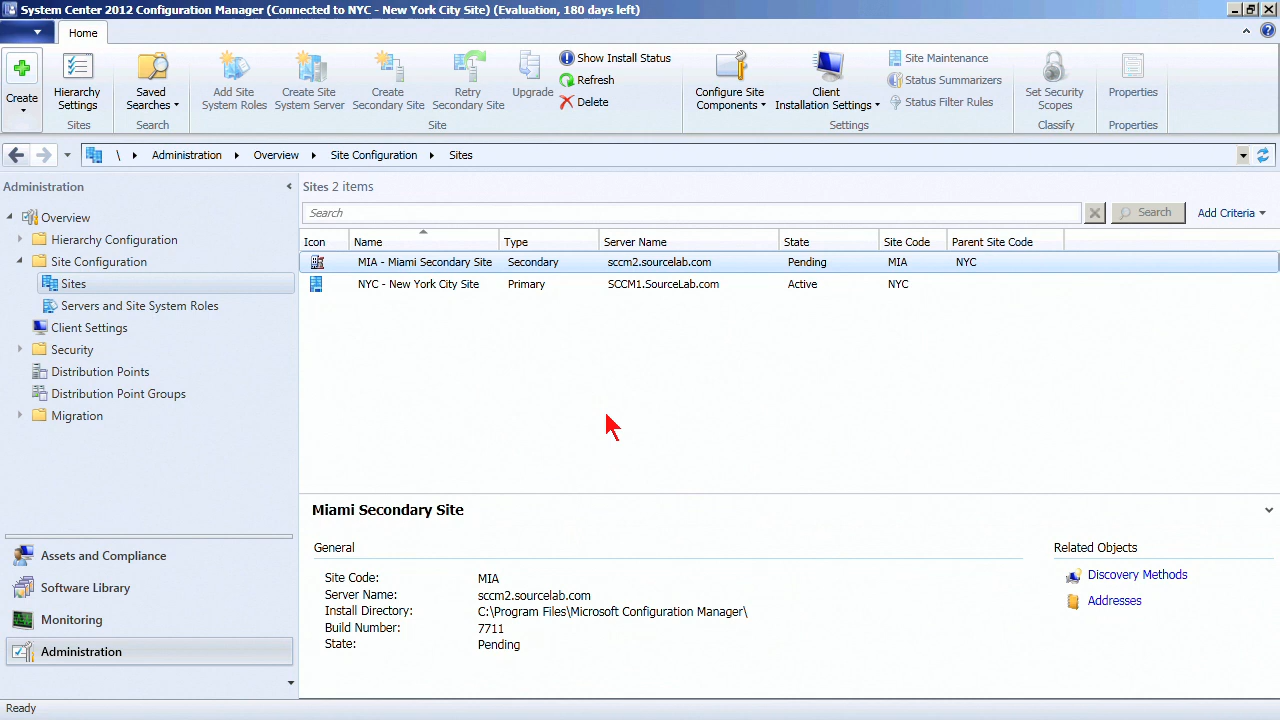 System Center 2012 Configuration Manager (Connected to NYC - New York City Site) (Evaluation, 180 days left)
Home
Create
Hierarchy Settings
Sites
Saved Searches
Search
Add Site System Roles
Create Site System Server
Create Secondary Site
Retry Secondary Site
Upgrade
Show Install Status
Refresh
Delete
Site
Configure Site Components
Client Installation Settings
Site Maintenance
Status Summarizers
Status Filter Rules
Settings
Set Security Scopes
Classify
Properties
Properties
\ Administration Overview Site Configuration Sites
Administration
Overview
Hierarchy Configuration
Site Configuration
Sites
Servers and Site System Roles
Client Settings
Security
Distribution Points
Distribution Point Groups
Migration
Assets and Compliance
Software Library
Monitoring
Administration
Sites 2 items
Search
Search
Add Criteria
Icon Name Type Server Name State Site Code Parent Site Code
MIA - Miami Secondary Site Secondary sccm2.sourcelab.com Pending MIA NYC
NYC - New York City Site Primary SCCM1.SourceLab.com Active NYC
Miami Secondary Site
General
Site Code: MIA
Server Name: sccm2.sourcelab.com
Install Directory: C:\Program Files\Microsoft Configuration Manager\
Build Number: 7711
State: Pending
Related Objects
Discovery Methods
Addresses
Ready